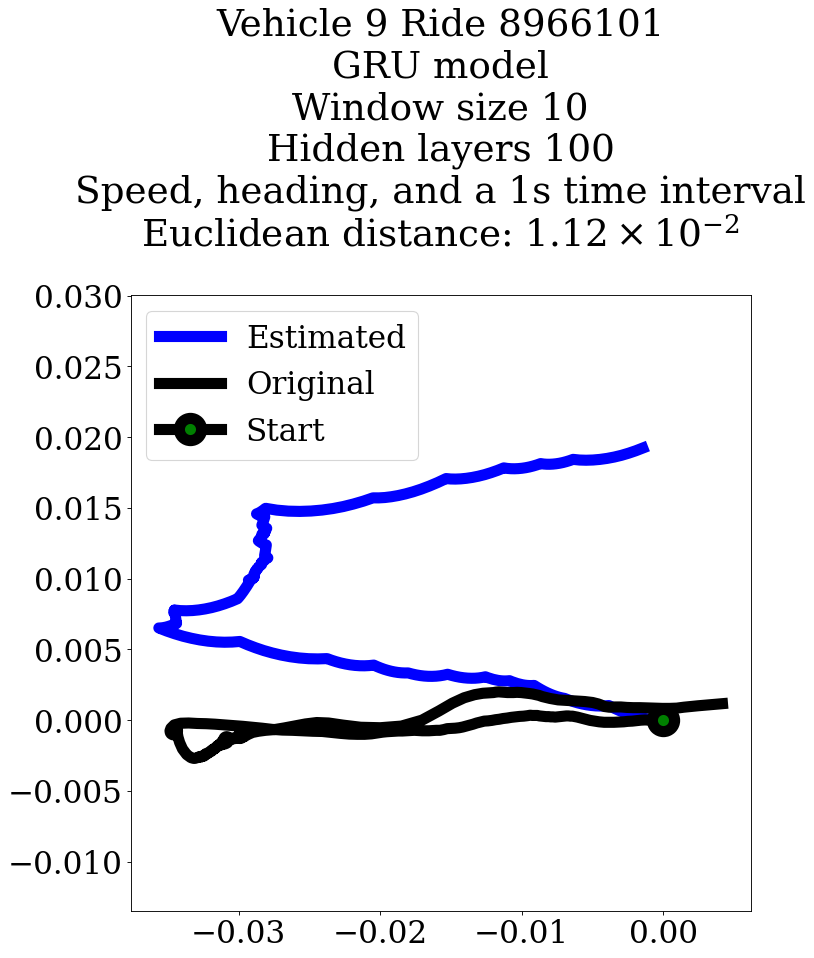 Vehicle 9 Ride 8966101
GRU model
Window size 10
Hidden layers 100
Speed, heading, and a 1s time interval
Euclidean distance: 1.12 × 10⁻²
0.030
0.025
0.020
0.015
0.010
0.005
0.000
−0.005
−0.010
Estimated
Original
Start
−0.03 −0.02 −0.01 0.00